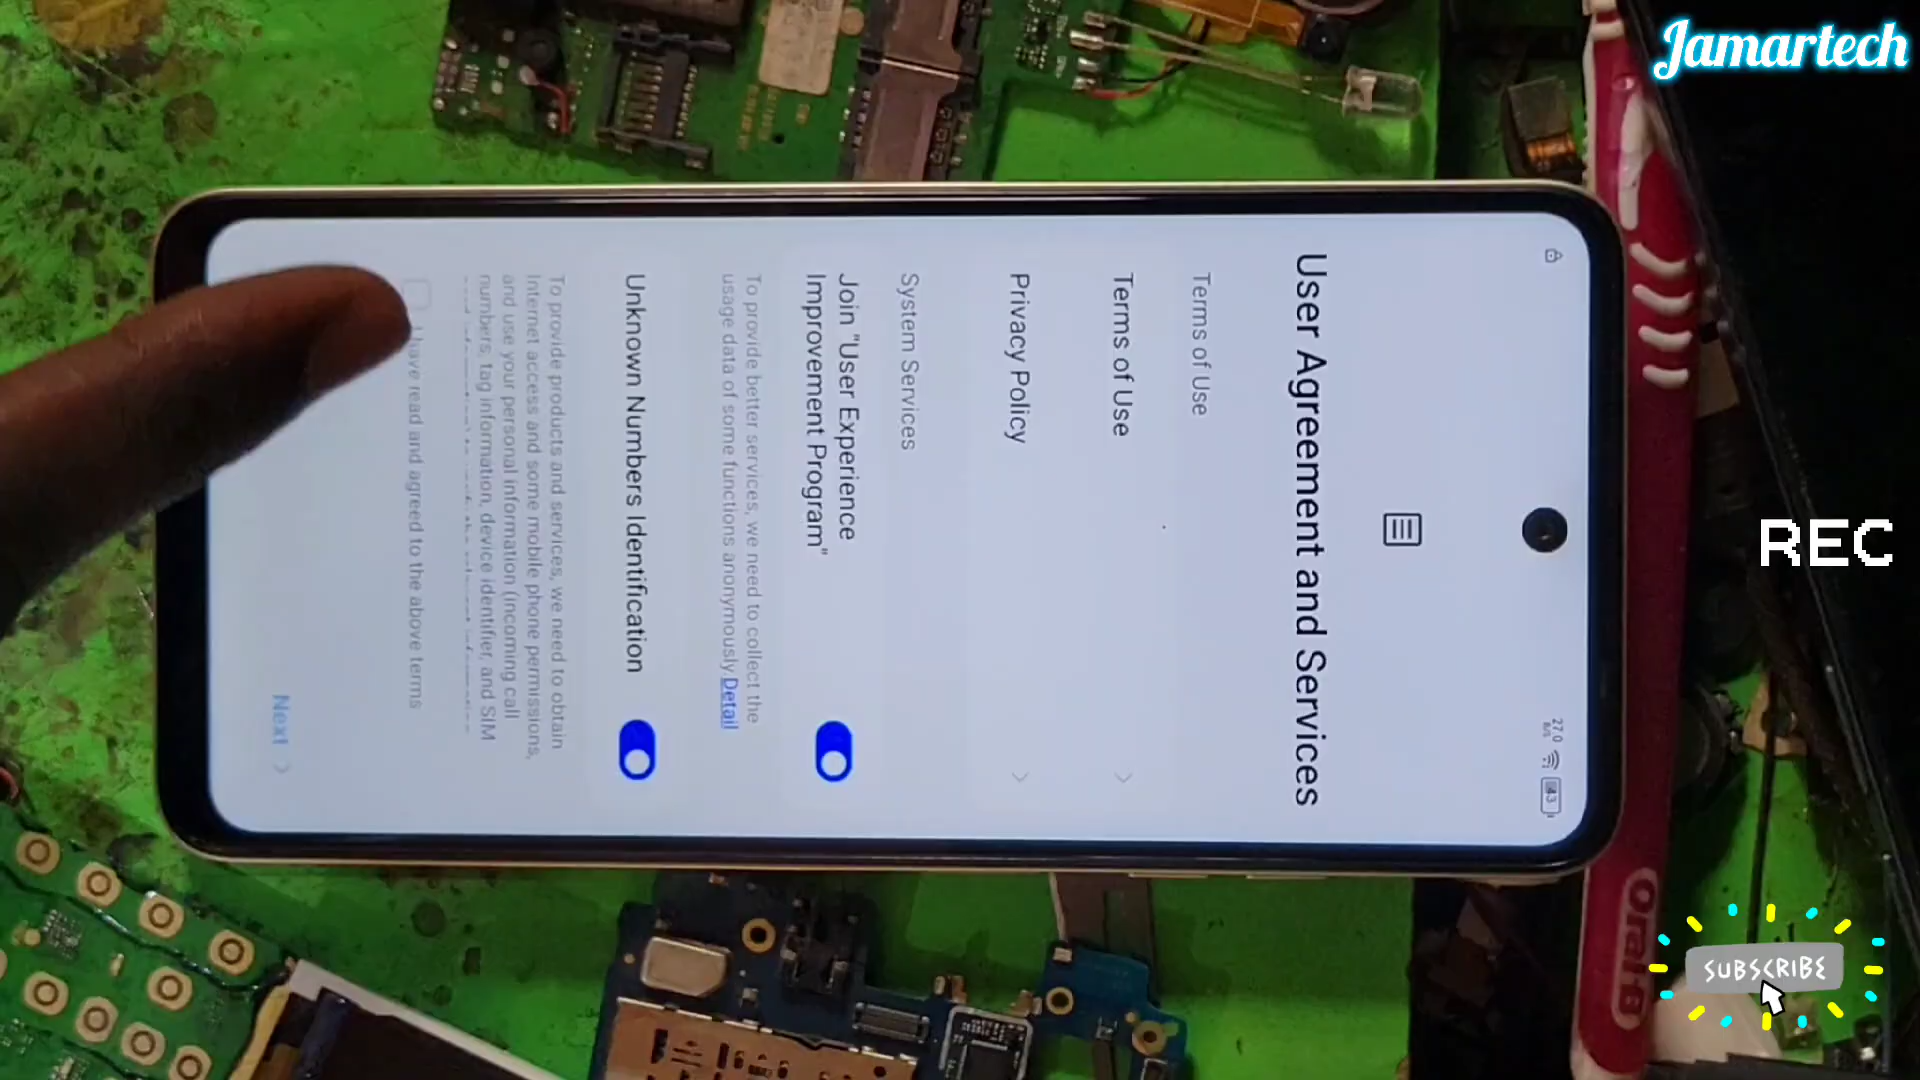 Jamartech
REC
SUBSCRIBE
Oral-B
27.0
43
User Agreement and Services
Terms of Use
Terms of Use
Privacy Policy
System Services
Join "User Experience
Improvement Program"
To provide better services, we need to collect the
usage data of some functions anonymously.Detail
Unknown Numbers Identification
To provide products and services, we need to obtain
Internet access and some mobile phone permissions,
and use your personal information (incoming call
numbers, tag information, device identifier, and SIM
have read and agreed to the above terms
Next